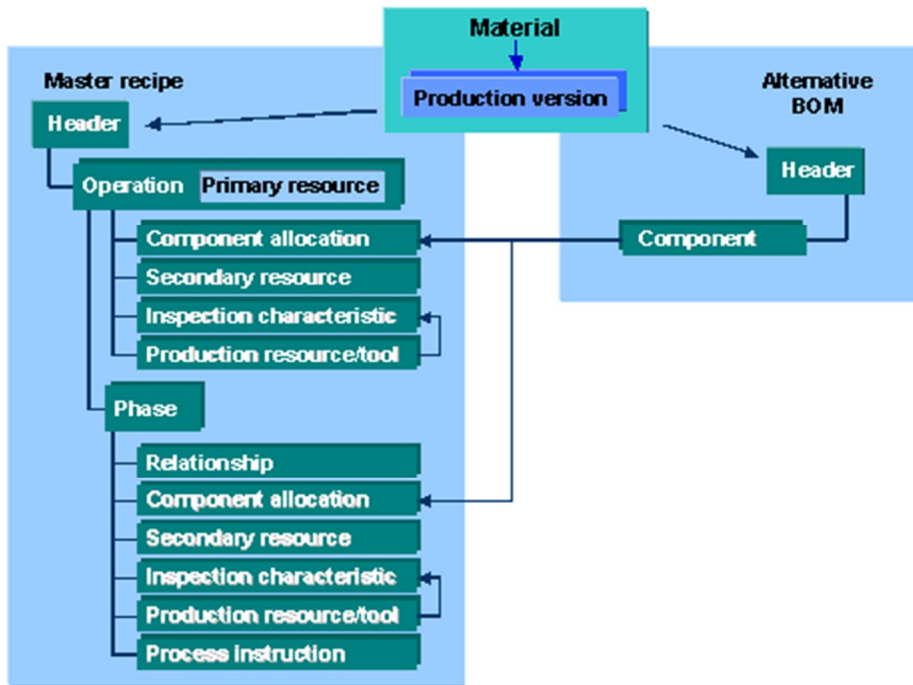 Material
Production version
Master recipe
Header
Operation Primary resource
Component allocation
Secondary resource
Inspection characteristic
Production resource/tool
Phase
Relationship
Component allocation
Secondary resource
Inspection characteristic
Production resource/tool
Process instruction
Alternative
BOM
Header
Component